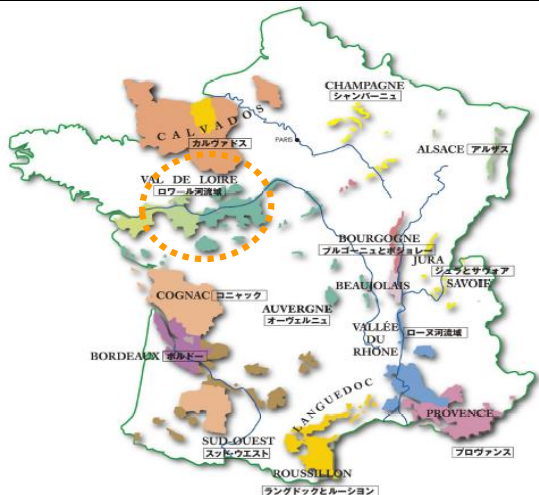 CHAMPAGNE
シャンパーニュ
CALVADOS
カルヴァドス
PARIS
ALSACE アルザス
VAL DE LOIRE
ロワール河流域
BOURGOGNE
ブルゴーニュとボジョレー
JURA
ジュラとサヴォア
SAVOIE
BEAUJOLAIS
COGNAC コニャック
AUVERGNE
オーヴェルニュ
VALLÉE
DU
RHÔNE
ローヌ河流域
BORDEAUX ボルドー
LANGUEDOC
PROVENCE
プロヴァンス
SUD-OUEST
スッド・ウエスト
ROUSSILLON
ラングドックとルーション